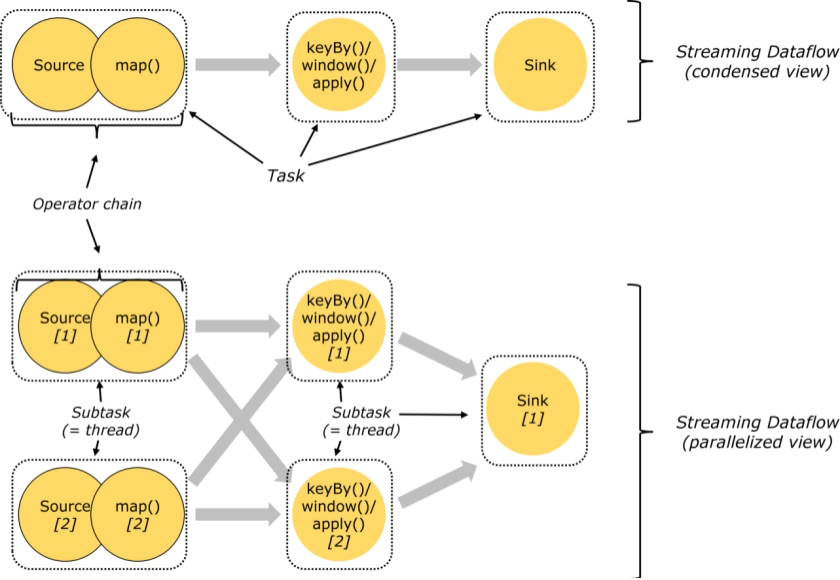 Source
map()
keyBy()/
window()/
apply()
Sink
Streaming Dataflow
(condensed view)
Task
Operator chain
Source
[1]
map()
[1]
keyBy()/
window()/
apply()
[1]
Sink
[1]
Subtask
(= thread)
Subtask
(= thread)
Streaming Dataflow
(parallelized view)
Source
[2]
map()
[2]
keyBy()/
window()/
apply()
[2]